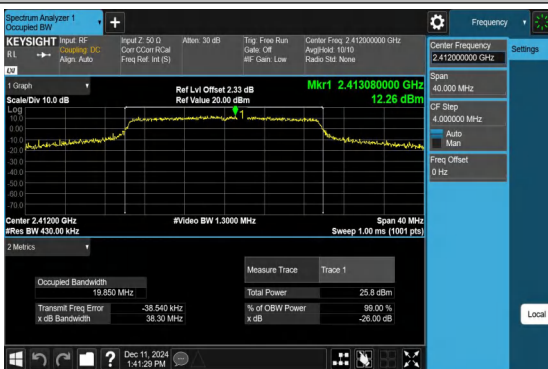 Spectrum Analyzer 1
Occupied BW
Frequency
KEYSIGHT
RL
Input: RF
Coupling: DC
Align: Auto
Input Z: 50 Ω
Corr CCorr RCal
Freq Ref: Int (S)
Atten: 30 dB
Trig: Free Run
Gate: Off
#IF Gain: Low
Center Freq: 2.412000000 GHz
Avg|Hold: 10/10
Radio Std: None
Center Frequency
2.412000000 GHz
Settings
Span
40.000 MHz
CF Step
4.000000 MHz
Auto
Man
Freq Offset
0 Hz
1 Graph
Scale/Div 10.0 dB
Ref Lvl Offset 2.33 dB
Ref Value 20.00 dBm
Mkr1 2.413080000 GHz
12.26 dBm
Log
10.0
0.00
-10.0
-20.0
-30.0
-40.0
-50.0
-60.0
-70.0
1
Center 2.41200 GHz
#Res BW 430.00 kHz
#Video BW 1.3000 MHz
Span 40 MHz
Sweep 1.00 ms (1001 pts)
2 Metrics
Measure Trace
Trace 1
Occupied Bandwidth
19.850 MHz
Total Power
25.8 dBm
Transmit Freq Error
-38.540 kHz
% of OBW Power
99.00 %
x dB Bandwidth
38.30 MHz
x dB
-26.00 dB
Local
?
Dec 11, 2024
1:41:29 PM